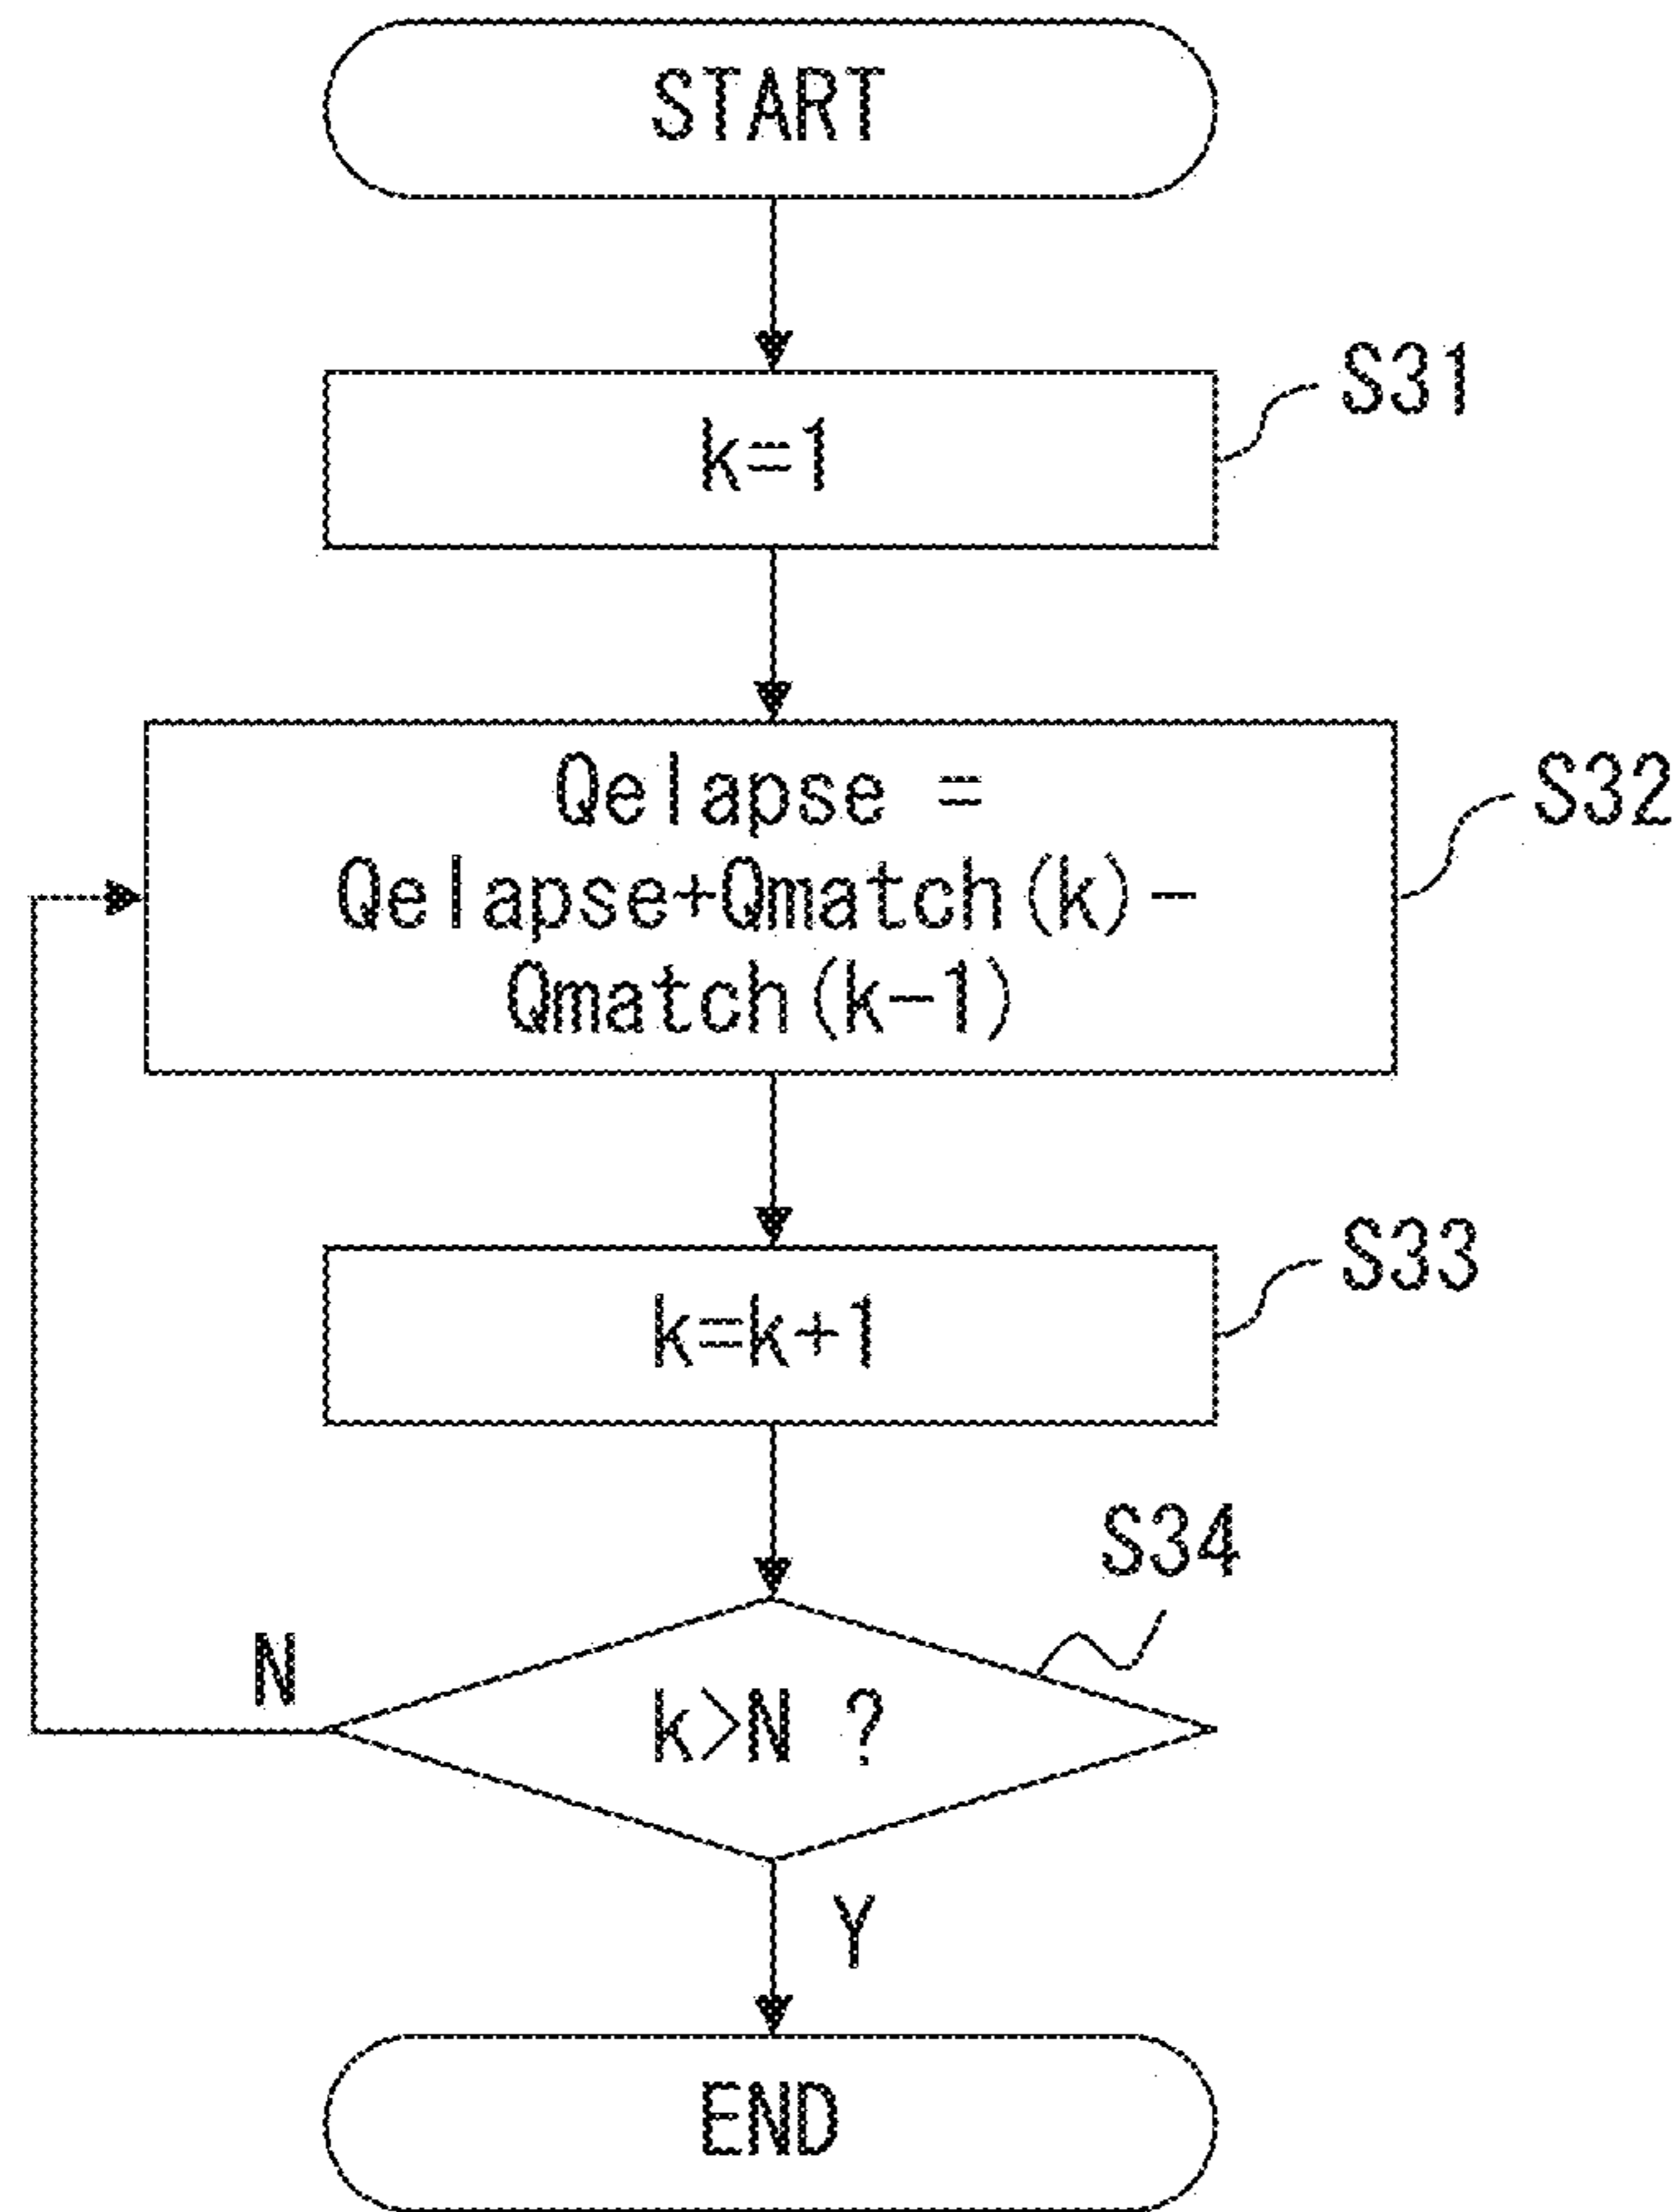 START
k=1
S31
Qelapse =
Qelapse+Qmatch(k)-
Qmatch(k-1)
S32
k=k+1
S33
S34
k>N ?
N
Y
END